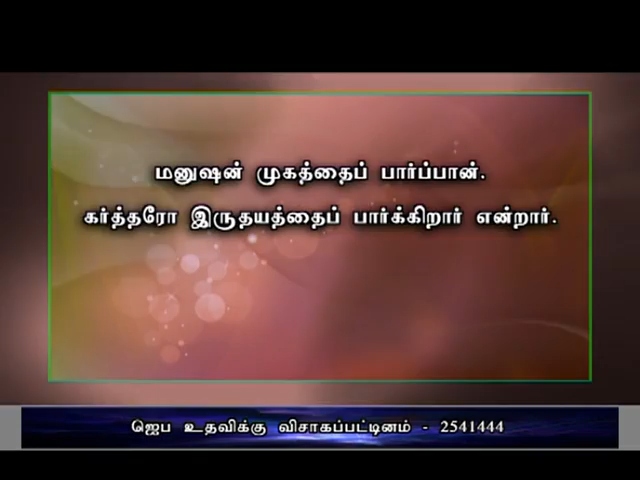 மனுஷன் முகத்தைப் பார்ப்பான்.
கர்த்தரோ இருதயத்தைப் பார்க்கிறார் என்றார்.
ஜெப உதவிக்கு விசாகப்பட்டினம் - 2541444